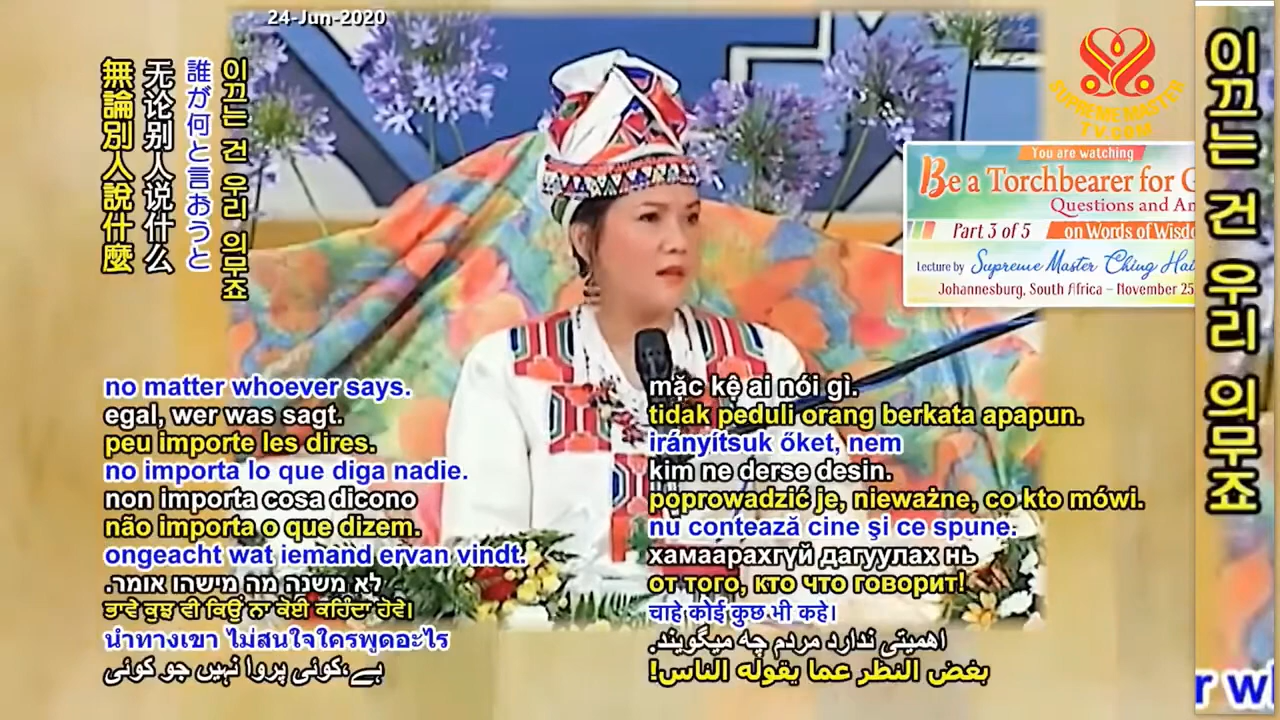 24-Jun-2020
이끄는 건 우리 의무죠
誰が何と言おうと
无论别人说什么
無論別人說什麼
SUPREME MASTER
TV.COM
You are watching
Be a Torchbearer for G
Questions and An
Part 3 of 5
on Words of Wisdo
Lecture by Supreme Master Ching Hai
Johannesburg, South Africa – November 25
이끄는 건 우리 의무죠
no matter whoever says.
egal, wer was sagt.
peu importe les dires.
no importa lo que diga nadie.
non importa cosa dicono
não importa o que dizem.
ongeacht wat iemand ervan vindt.
לא משנה מה מישהו אומר.
ਭਾਵੇ ਕੁਝ ਵੀ ਕਿਉ ਨਾ ਕੋਈ ਕਹਿੰਦਾ ਹੋਵੇ।
นำทางเขา ไม่สนใจใครพูดอะไร
ہے،کوئی پروا نہیں جو کوئی
mặc kệ ai nói gì.
tidak peduli orang berkata apapun.
irányítsuk őket, nem
kim ne derse desin.
poprowadzić je, nieważne, co kto mówi.
nu contează cine şi ce spune.
хамаарахгүй дагуулах нь
от того, кто что говорит!
चाहे कोई कुछ भी कहे।
اهمیتی ندارد مردم چه میگویند.
بغض النظر عما يقوله الناس!
r w